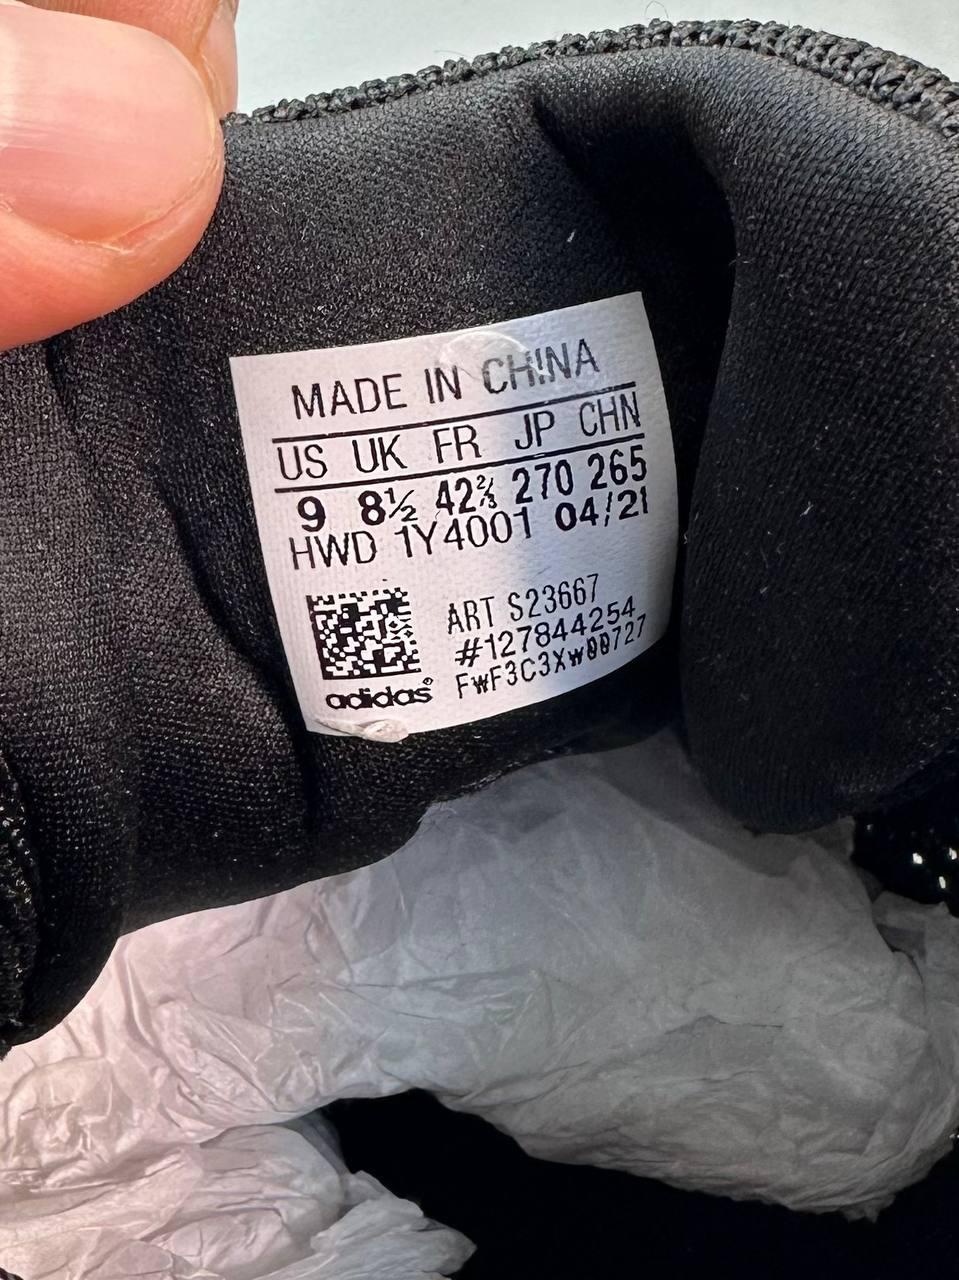 MADE IN CHINA
US UK FR JP CHN
9 8½ 42⅔ 270 265
HWD 1Y4001 04/21
ART S23667
#127844254
FwF3C3Xw00727
adidas®